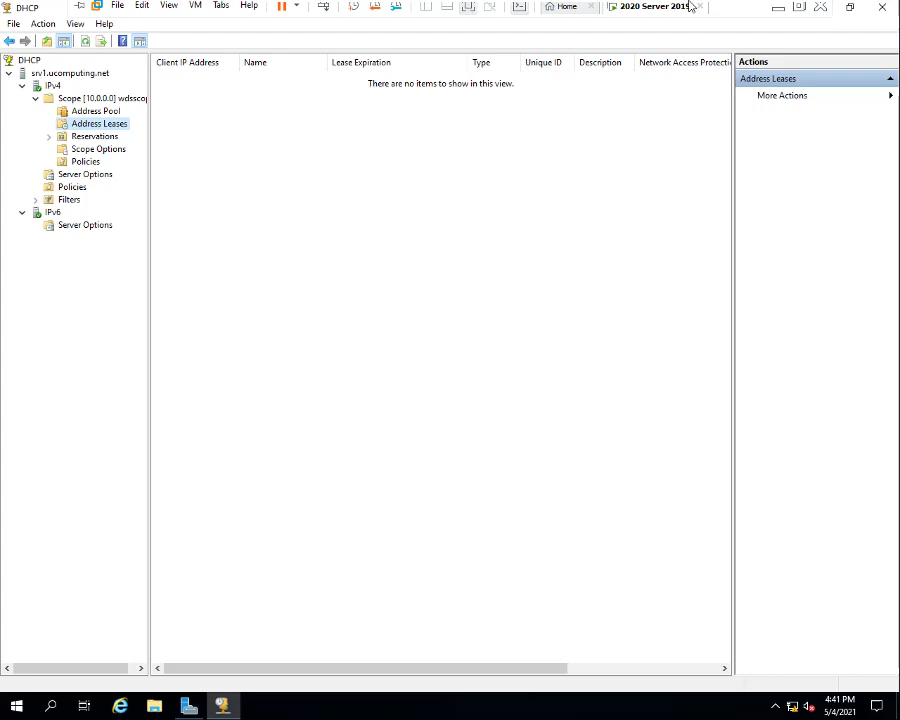 DHCP
File Edit View VM Tabs Help
Home
2020 Server 2019
File Action View Help
DHCP
srv1.ucomputing.net
IPv4
Scope [10.0.0.0] wdsscop
Address Pool
Address Leases
Reservations
Scope Options
Policies
Server Options
Policies
Filters
IPv6
Server Options
Client IP Address Name Lease Expiration Type Unique ID Description Network Access Protecti
There are no items to show in this view.
Actions
Address Leases
More Actions
4:41 PM
5/4/2021